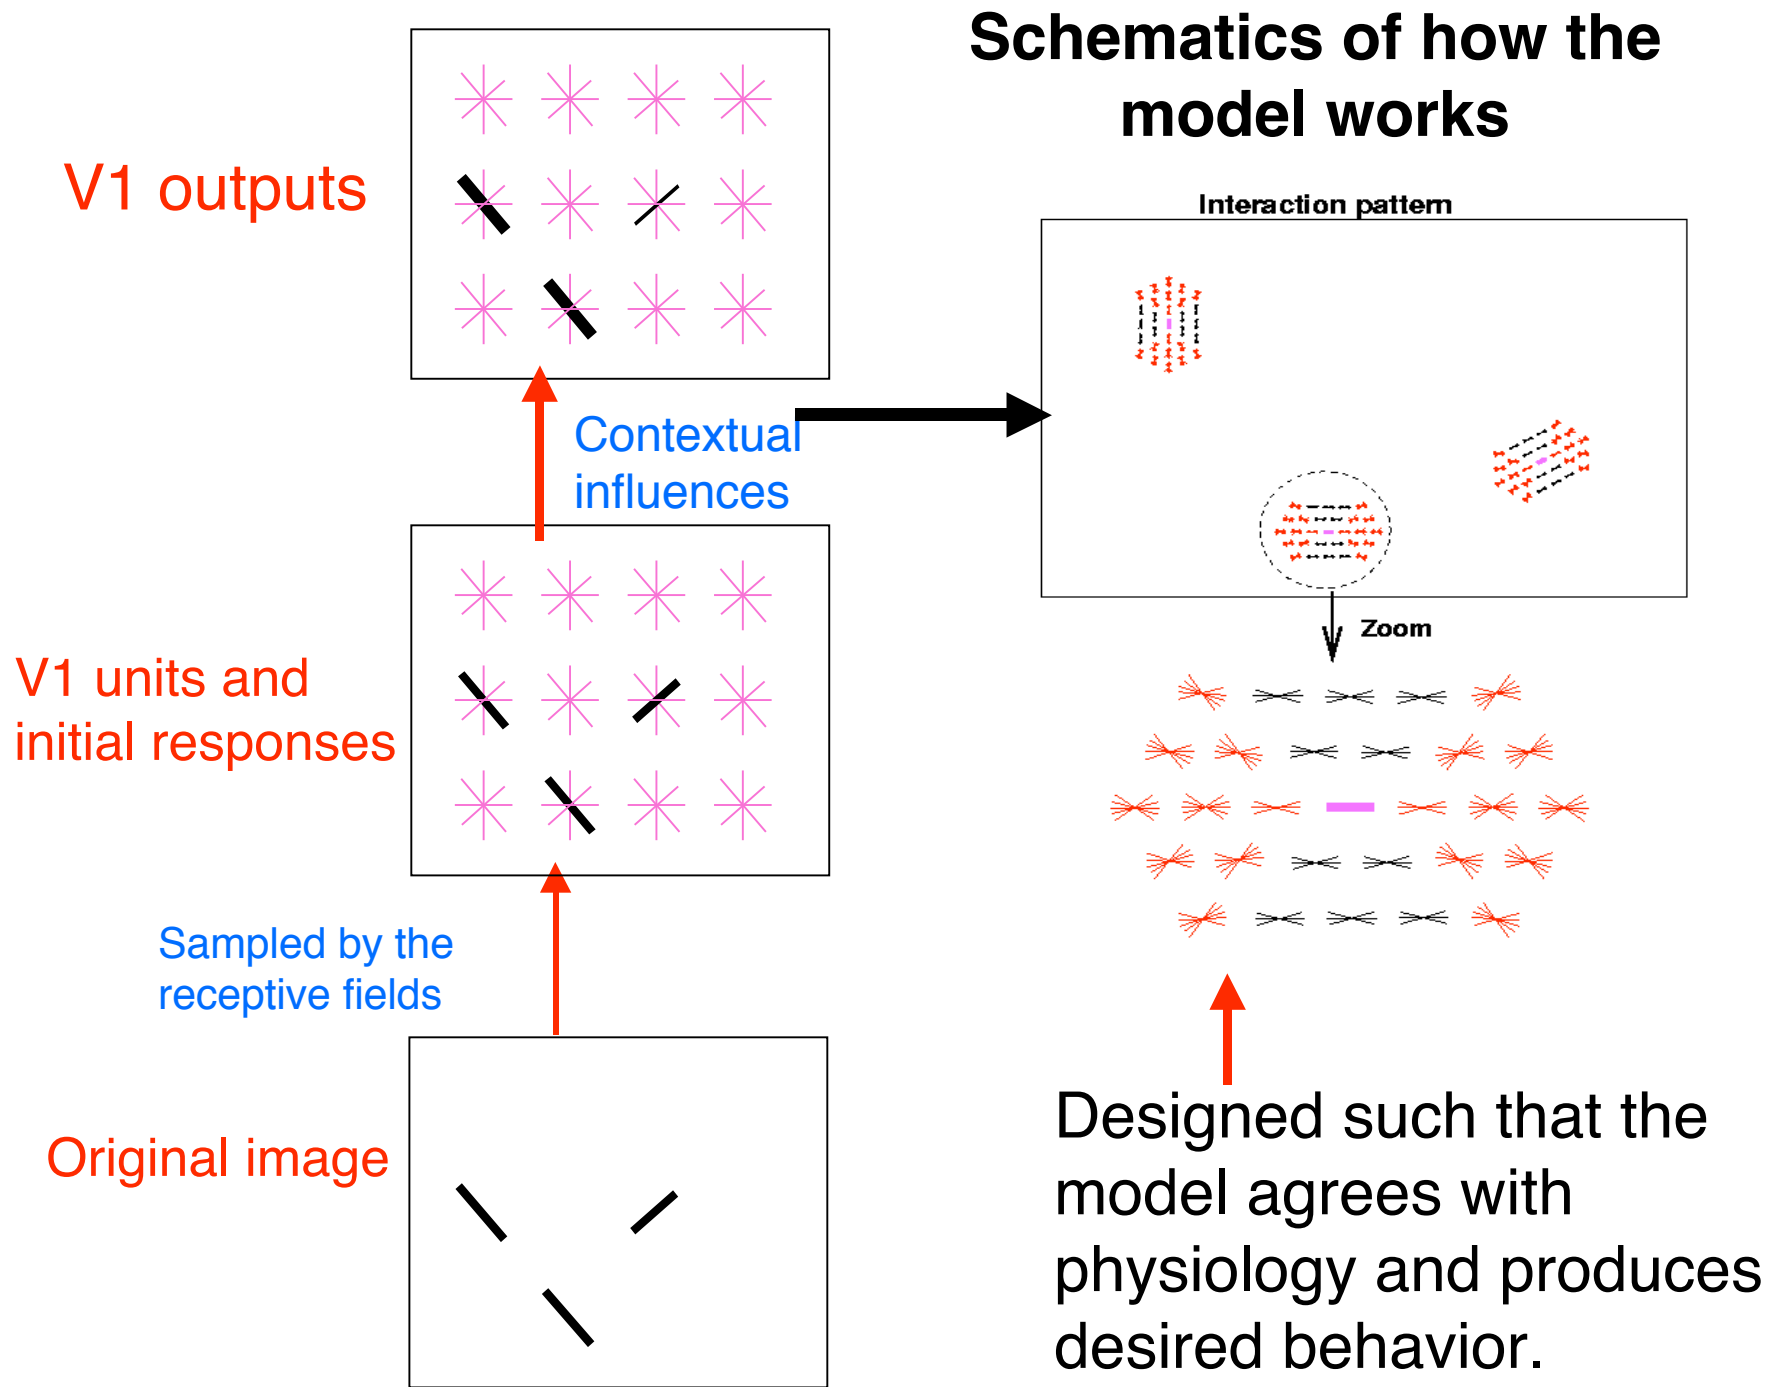 Schematics of how the
model works
V1 outputs
Interaction pattern
Contextual
influences
Zoom
V1 units and
initial responses
Sampled by the
receptive fields
Original image
Designed such that the
model agrees with
physiology and produces
desired behavior.